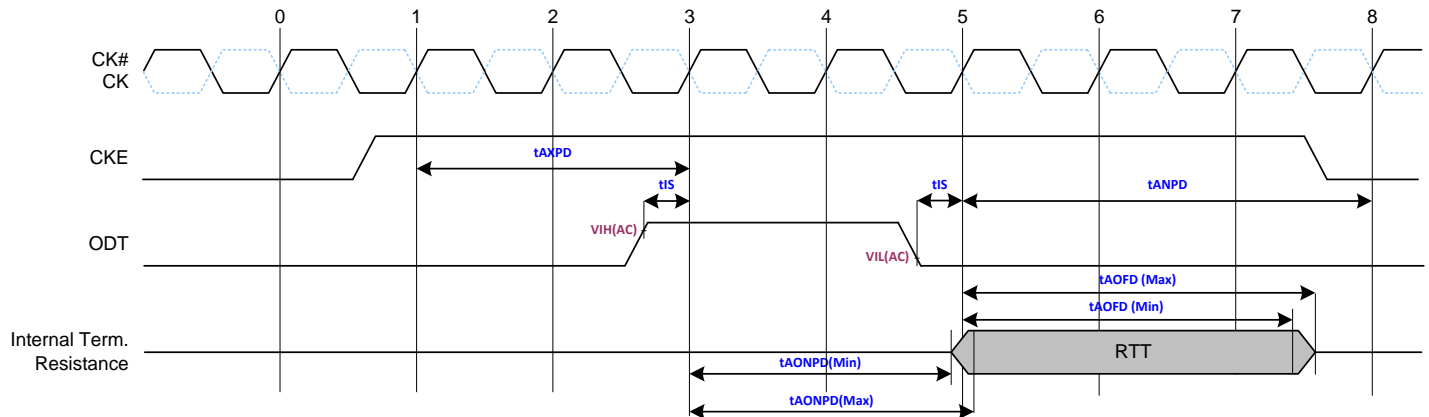 0 1 2 3 4 5 6 7 8
CK#
CK
CKE
tAXPD
tIS
tIS
tANPD
VIH(AC)
ODT
VIL(AC)
tAOFD (Max)
tAOFD (Min)
Internal Term.
Resistance
RTT
tAONPD(Min)
tAONPD(Max)